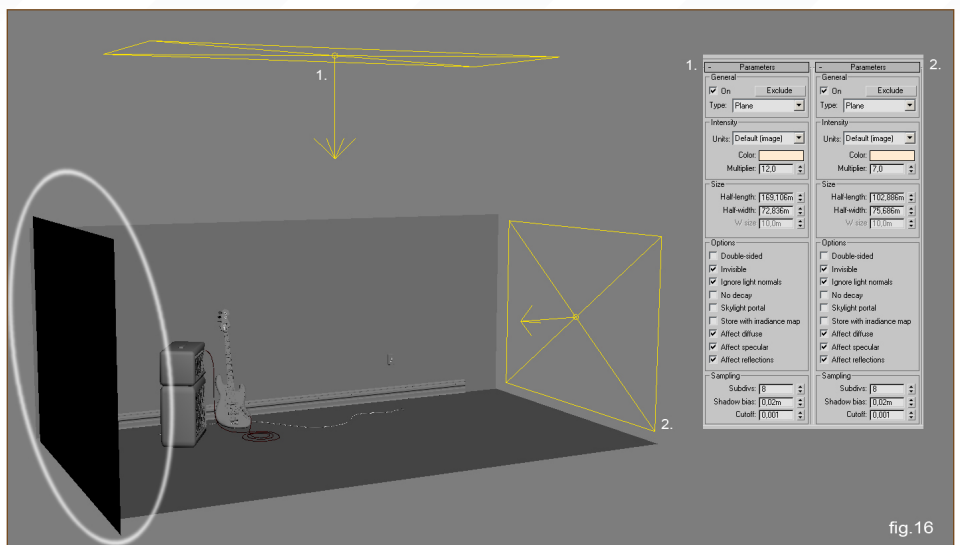 1.
1. - Parameters - Parameters 2.
General General
On Exclude On Exclude
Type: Plane Type: Plane
Intensity Intensity
Units: Default (image) Units: Default (image)
Color: Color:
Multiplier: 12,0 Multiplier: 7,0
Size Size
Half-length: 169,106m Half-length: 102,886m
Half-width: 72,836m Half-width: 75,686m
W size 10,0m W size 10,0m
Options Options
Double-sided Double-sided
Invisible Invisible
Ignore light normals Ignore light normals
No decay No decay
Skylight portal Skylight portal
Store with irradiance map Store with irradiance map
Affect diffuse Affect diffuse
Affect specular Affect specular
Affect reflections Affect reflections
Sampling Sampling
Subdivs: 8 Subdivs: 8
Shadow bias: 0,02m Shadow bias: 0,02m
Cutoff: 0,001 Cutoff: 0,001
2.
fig.16